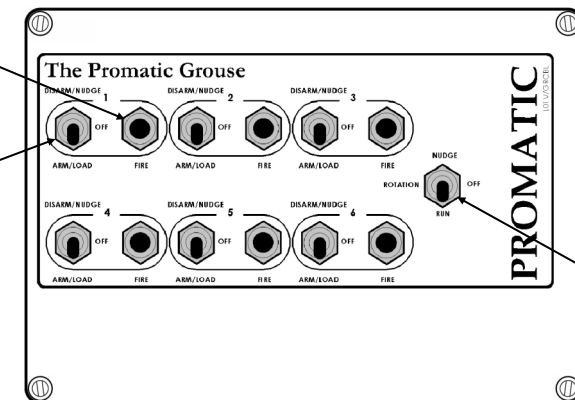 The Promatic Grouse
DISARM/NUDGE 1 DISARM/NUDGE 2 DISARM/NUDGE 3
OFF OFF OFF
ARM/LOAD FIRE ARM/LOAD FIRE ARM/LOAD FIRE
NUDGE
ROTATION OFF
RUN
DISARM/NUDGE 4 DISARM/NUDGE 5 DISARM/NUDGE 6
OFF OFF OFF
ARM/LOAD FIRE ARM/LOAD FIRE ARM/LOAD FIRE
PROMATIC